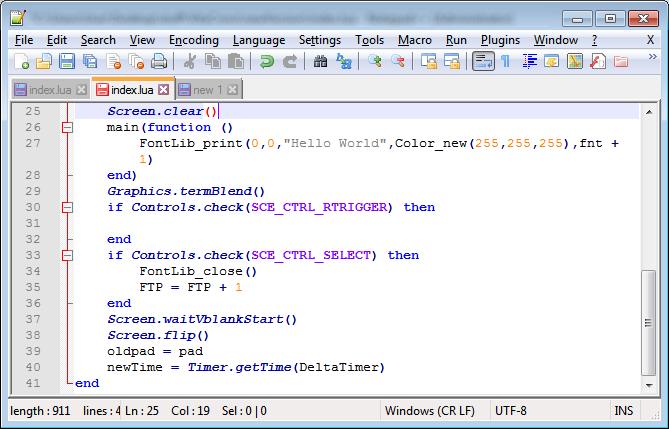 File Edit Search View Encoding Language Settings Tools Macro Run Plugins Window ? X
index.lua index.lua new 1
25 Screen.clear()
26 main(function ()
27 FontLib_print(0,0,"Hello World",Color_new(255,255,255),fnt +
1)
28 end)
29 Graphics.termBlend()
30 if Controls.check(SCE_CTRL_RTRIGGER) then
31
32 end
33 if Controls.check(SCE_CTRL_SELECT) then
34 FontLib_close()
35 FTP = FTP + 1
36 end
37 Screen.waitVblankStart()
38 Screen.flip()
39 oldpad = pad
40 newTime = Timer.getTime(DeltaTimer)
41 end
length : 911 lines : 4 Ln : 25 Col : 19 Sel : 0 | 0 Windows (CR LF) UTF-8 INS